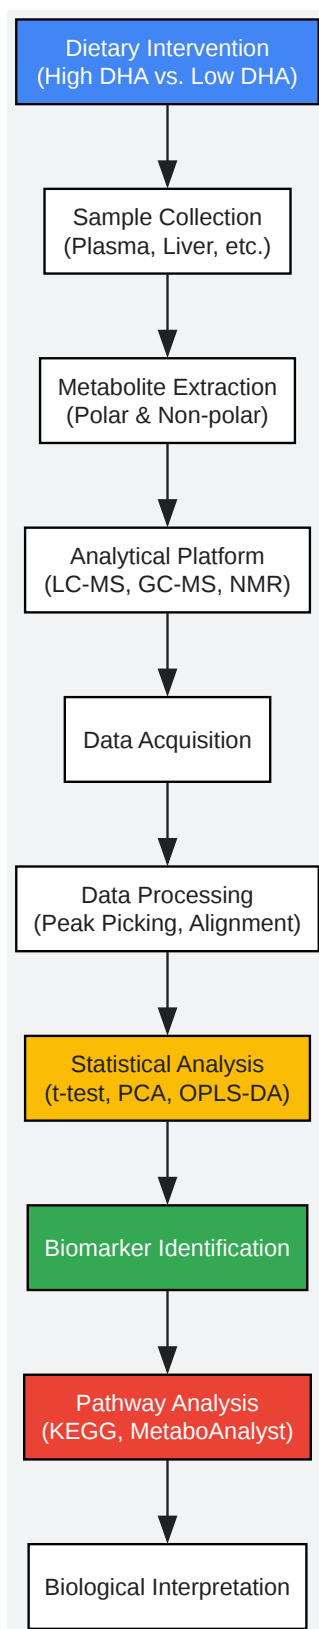 Dietary Intervention
(High DHA vs. Low DHA)
Sample Collection
(Plasma, Liver, etc.)
Metabolite Extraction
(Polar & Non-polar)
Analytical Platform
(LC-MS, GC-MS, NMR)
Data Acquisition
Data Processing
(Peak Picking, Alignment)
Statistical Analysis
(t-test, PCA, OPLS-DA)
Biomarker Identification
Pathway Analysis
(KEGG, MetaboAnalyst)
Biological Interpretation